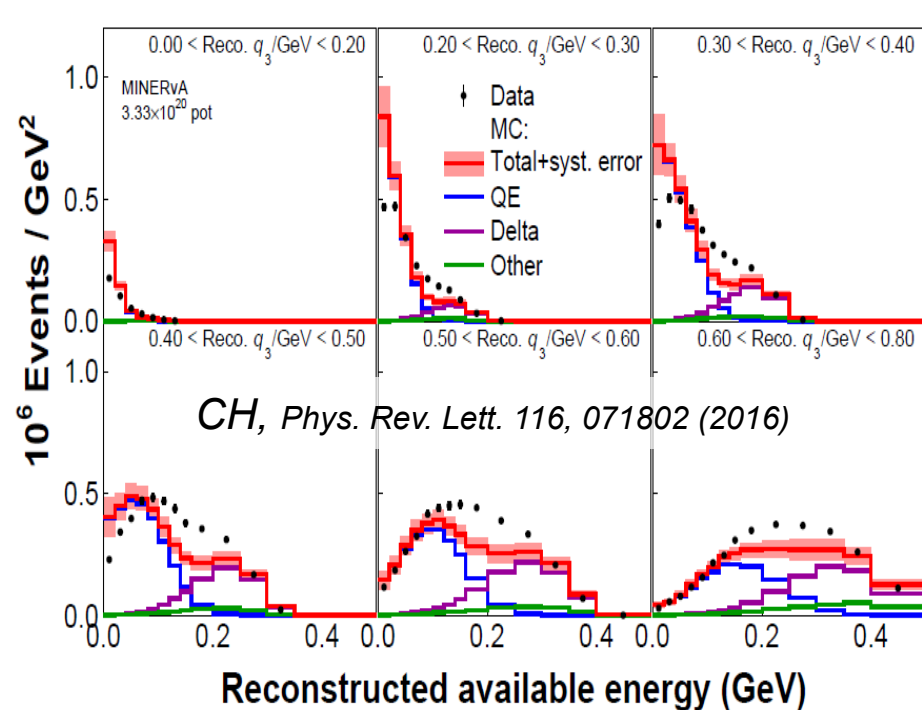 0.00 < Reco. q3/GeV < 0.20
0.20 < Reco. q3/GeV < 0.30
0.30 < Reco. q3/GeV < 0.40
1.0
MINERvA
3.33×10^20 pot
Data
MC:
Total+syst. error
QE
Delta
Other
0.5
0.0
10^6 Events / GeV^2
0.40 < Reco. q3/GeV < 0.50
0.50 < Reco. q3/GeV < 0.60
0.60 < Reco. q3/GeV < 0.80
1.0
CH, Phys. Rev. Lett. 116, 071802 (2016)
0.5
0.0
0.0 0.2 0.4 0.0 0.2 0.4 0.0 0.2 0.4
Reconstructed available energy (GeV)